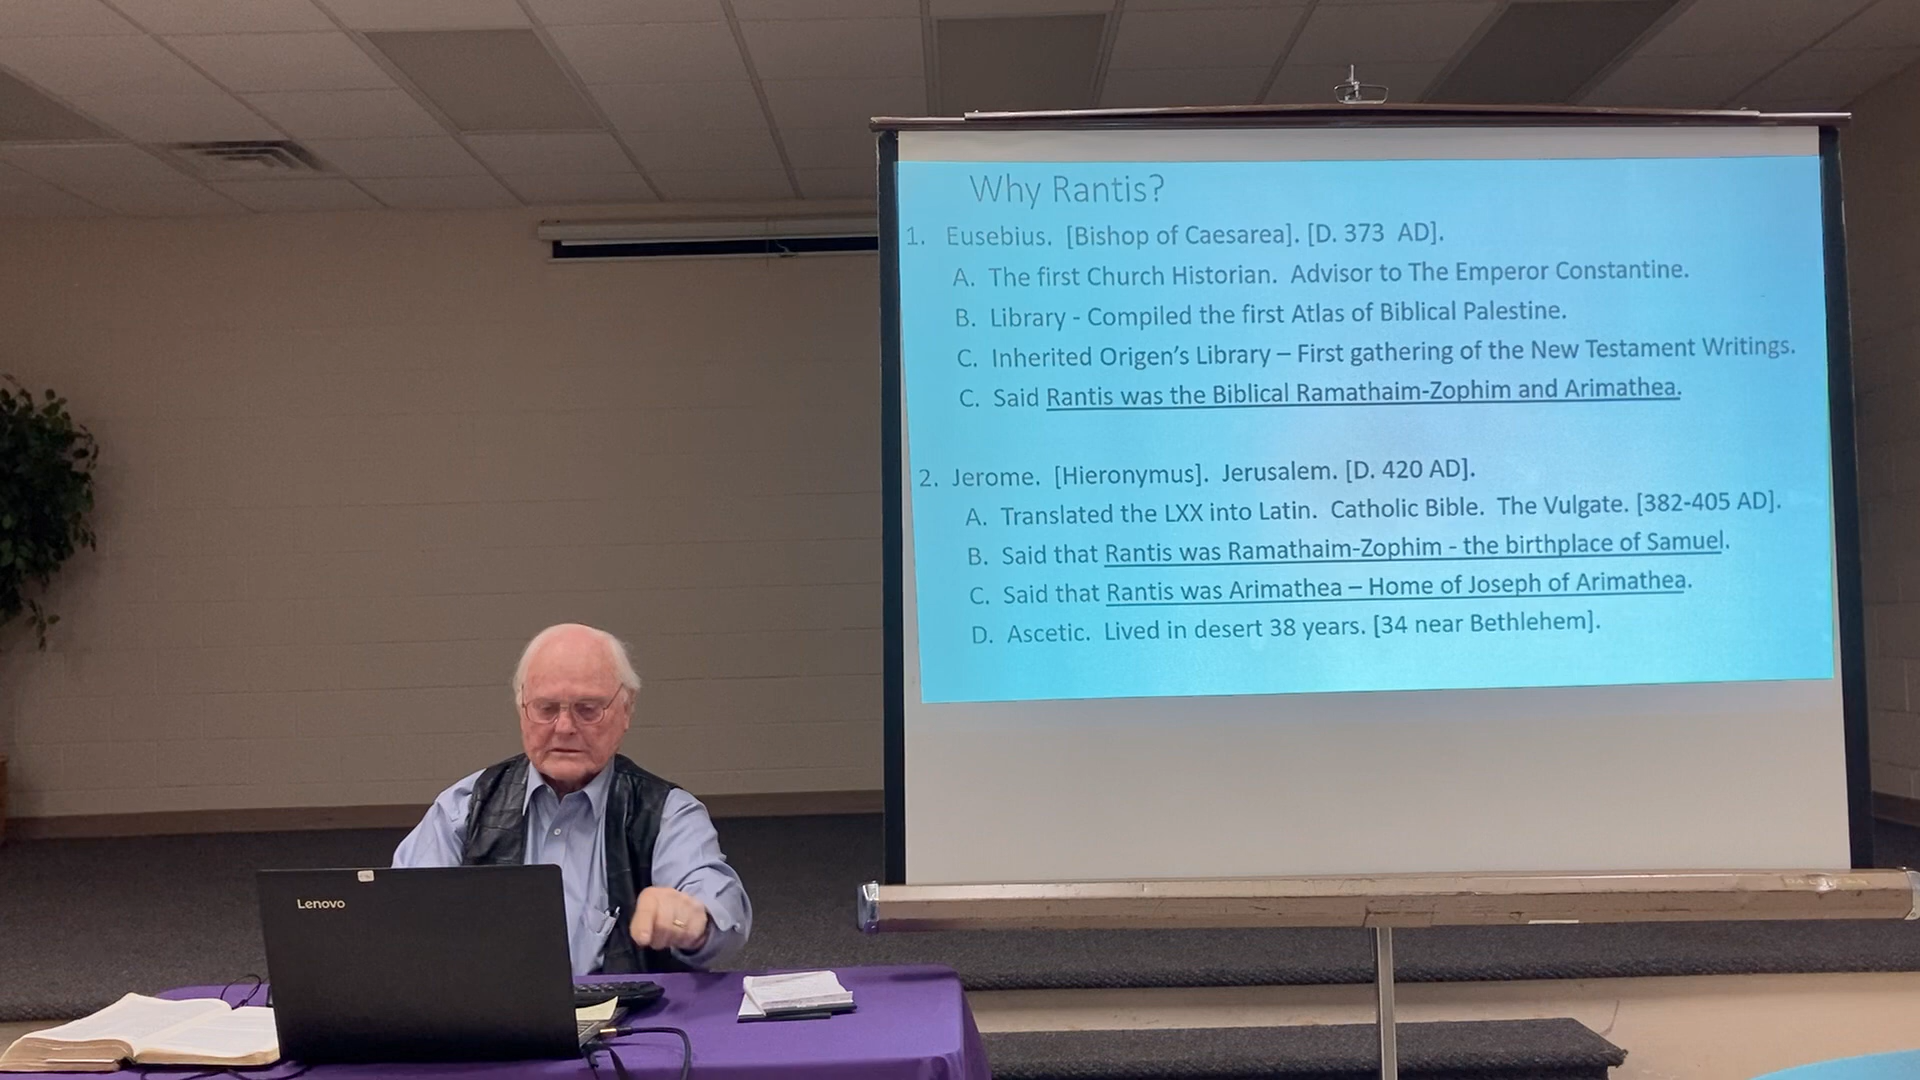 Why Rantis?
1. Eusebius. [Bishop of Caesarea]. [D. 373 AD].
A. The first Church Historian. Advisor to The Emperor Constantine.
B. Library - Compiled the first Atlas of Biblical Palestine.
C. Inherited Origen's Library – First gathering of the New Testament Writings.
C. Said Rantis was the Biblical Ramathaim-Zophim and Arimathea.
2. Jerome. [Hieronymus]. Jerusalem. [D. 420 AD].
A. Translated the LXX into Latin. Catholic Bible. The Vulgate. [382-405 AD].
B. Said that Rantis was Ramathaim-Zophim - the birthplace of Samuel.
C. Said that Rantis was Arimathea – Home of Joseph of Arimathea.
D. Ascetic. Lived in desert 38 years. [34 near Bethlehem].
Lenovo